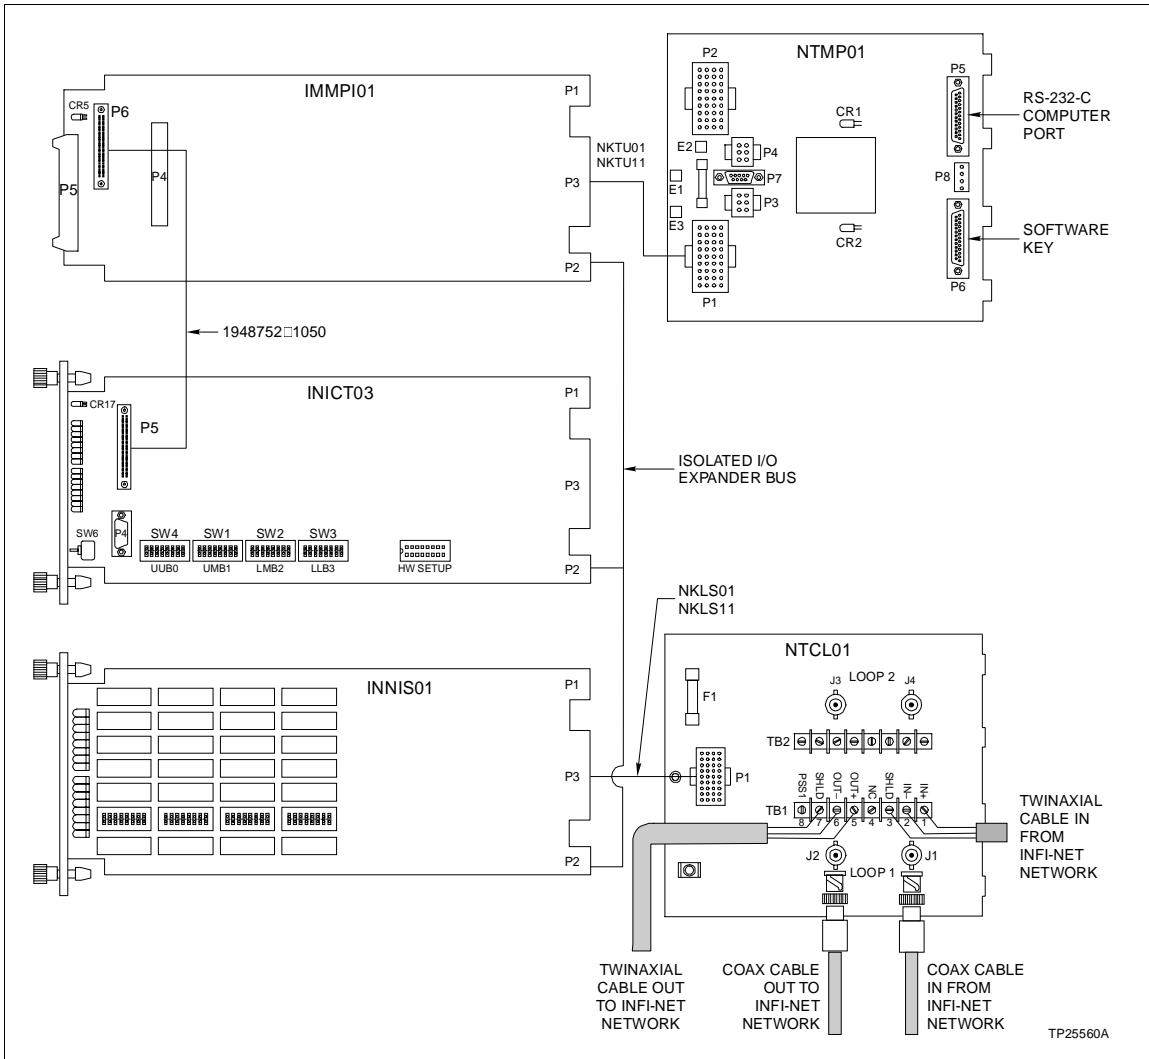 IMMPI01
P1
CR5
P6
P5
P4
P3
P2
NKTU01
NKTU11
NTMP01
P2
P5
CR1
RS-232-C
COMPUTER
PORT
E2
P4
P7
P8
E1
P3
E3
CR2
SOFTWARE
KEY
P1
P6
1948752□1050
INICT03
P1
CR17
P5
P3
ISOLATED I/O
EXPANDER BUS
SW6
P4
SW4
SW1
SW2
SW3
UUB0
UMB1
LMB2
LLB3
HW SETUP
P2
NKLS01
NKLS11
INNIS01
P1
P3
P2
NTCL01
F1
J3
LOOP 2
J4
TB2
P1
PSS1
SHLD
OUT-
OUT+
NC
SHLD
IN-
IN+
TB1
8 7 6 5 4 3 2 1
J2
J1
LOOP 1
TWINAXIAL
CABLE IN
FROM
INFI-NET
NETWORK
TWINAXIAL
CABLE OUT
TO INFI-NET
NETWORK
COAX CABLE
OUT TO
INFI-NET
NETWORK
COAX CABLE
IN FROM
INFI-NET
NETWORK
TP25560A